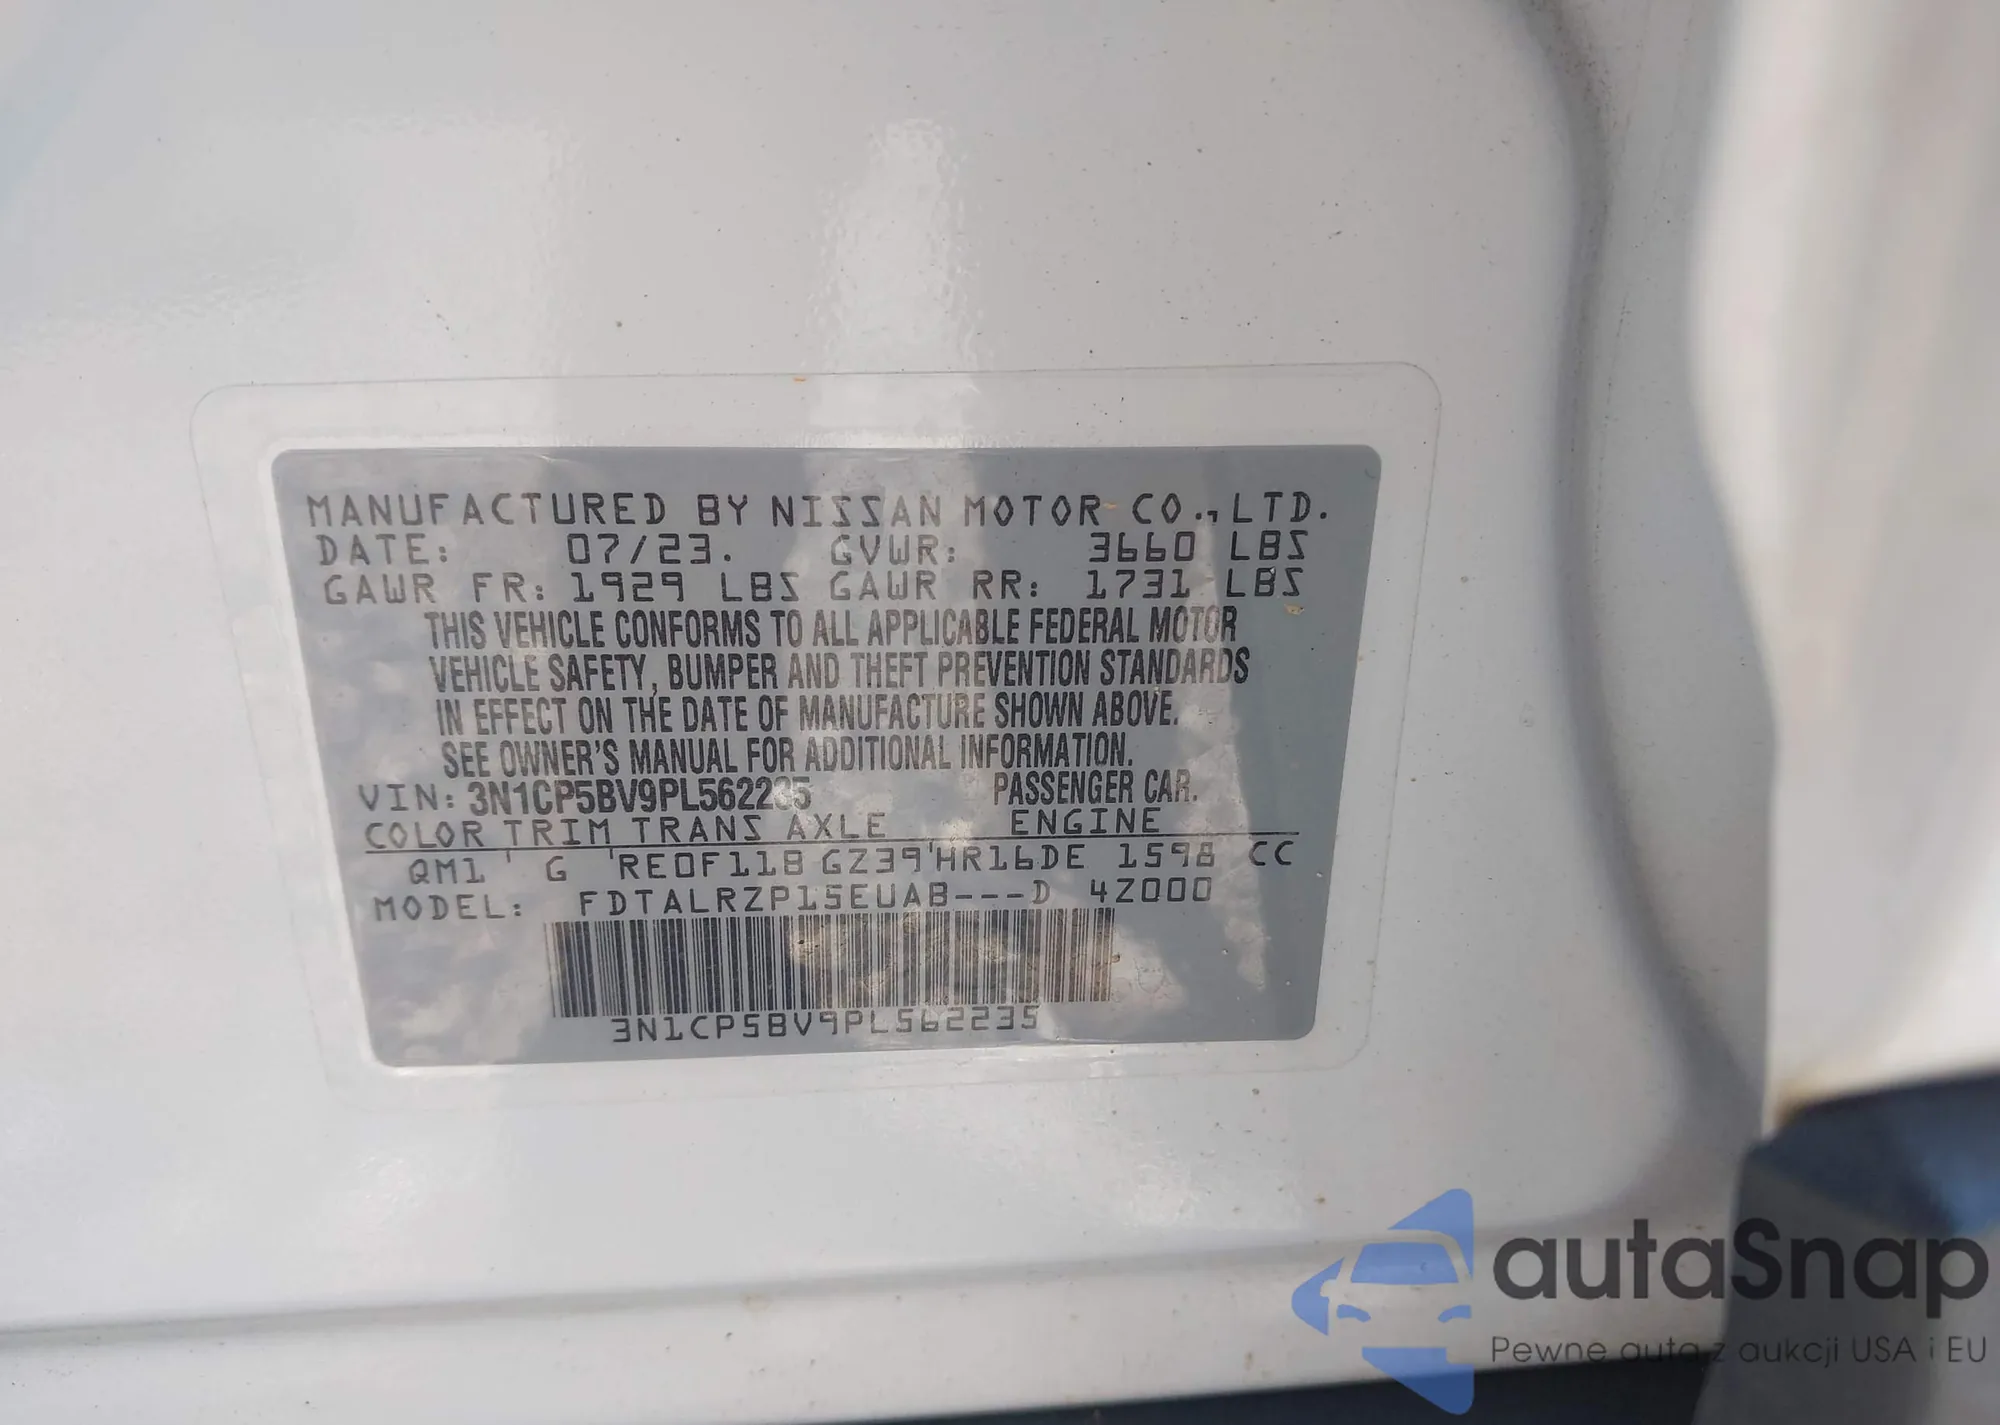 MANUFACTURED BY NISSAN MOTOR CO., LTD.
DATE: 07/23. GVWR: 3660 LBS
GAWR FR: 1929 LBS GAWR RR: 1731 LBS
THIS VEHICLE CONFORMS TO ALL APPLICABLE FEDERAL MOTOR
VEHICLE SAFETY, BUMPER AND THEFT PREVENTION STANDARDS
IN EFFECT ON THE DATE OF MANUFACTURE SHOWN ABOVE.
SEE OWNER'S MANUAL FOR ADDITIONAL INFORMATION.
VIN: 3N1CP5BV9PL562235 PASSENGER CAR.
COLOR TRIM TRANS AXLE ENGINE
QM1 ' G 'RE0F11B GZ39'HR16DE 1598 CC
MODEL: FDTALRZP15EUAB---D 4Z000
3N1CP5BV9PL562235
autaSnap
Pewne auta z aukcji USA i EU